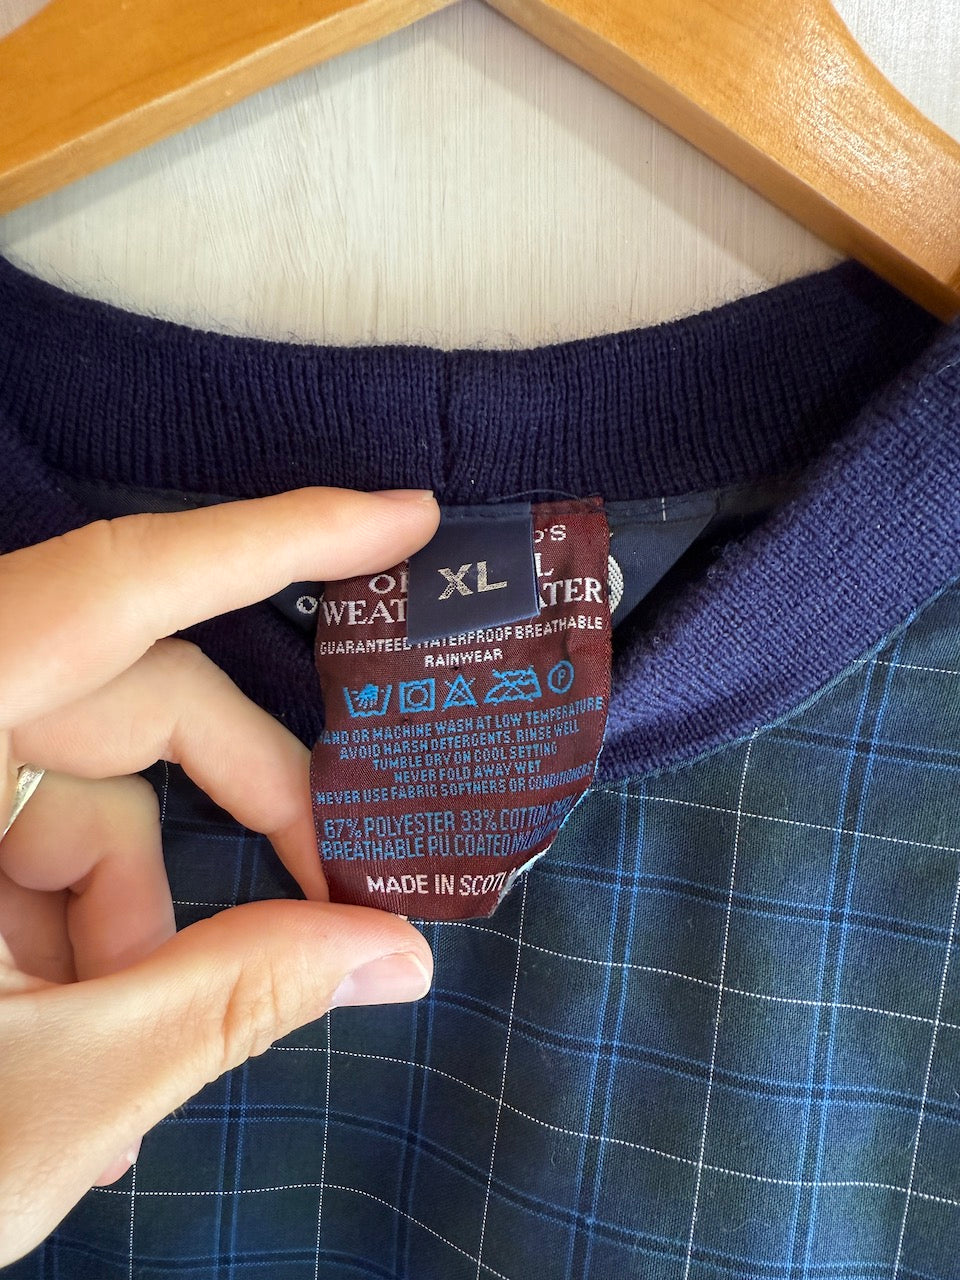 XL
GUARANTEED WATERPROOF BREATHABLE
RAINWEAR
P
HAND OR MACHINE WASH AT LOW TEMPERATURE
AVOID HARSH DETERGENTS. RINSE WELL
TUMBLE DRY ON COOL SETTING
NEVER FOLD AWAY WET
NEVER USE FABRIC SOFTNERS OR CONDITIONERS
67% POLYESTER 33% COTTON
BREATHABLE P.U. COATED
MADE IN